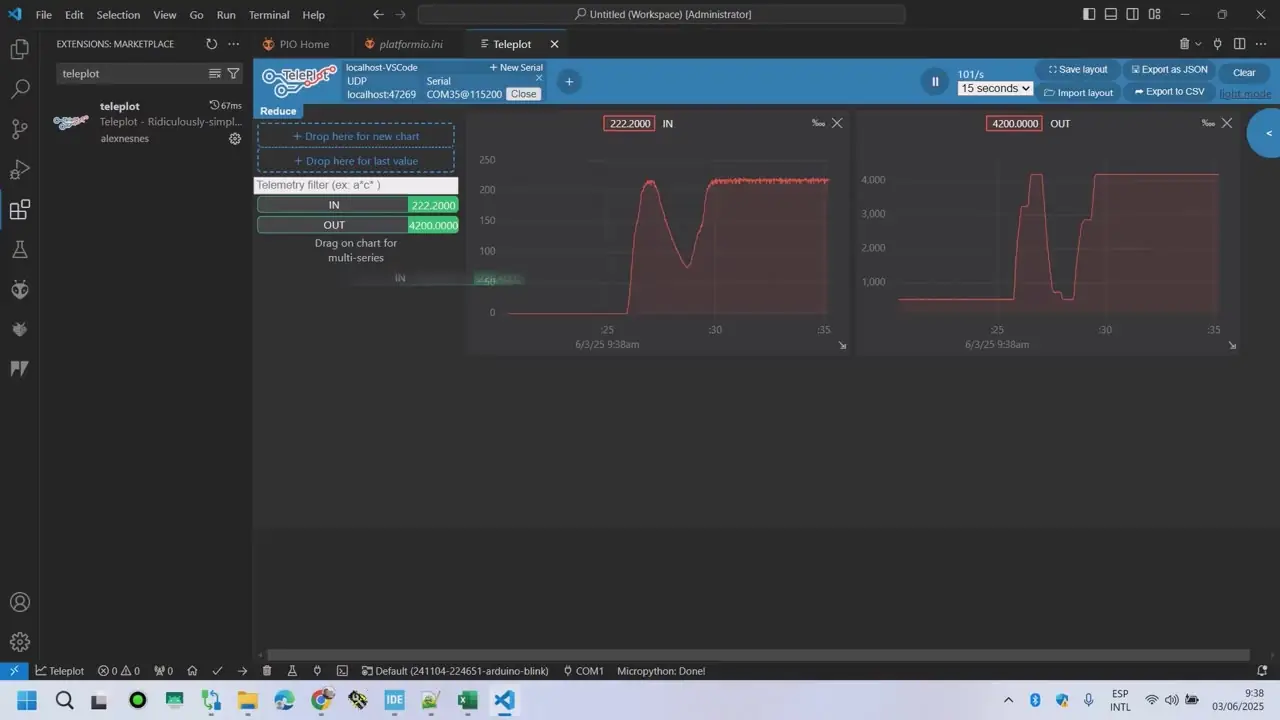 File Edit Selection View Go Run Terminal Help
Untitled (Workspace) [Administrator]
EXTENSIONS: MARKETPLACE
teleplot
teleplot
67ms
Teleplot - Ridiculously-simpl...
alexnesnes
PIO Home
platformio.ini
Teleplot
TelePlot
Reduce
localhost-VSCode
+ New Serial
UDP
localhost:47269
Serial
COM35@115200 Close
+
101/s
15 seconds
Save layout
Import layout
Export as JSON
Export to CSV
Clear
light mode
<
+ Drop here for new chart
+ Drop here for last value
Telemetry filter (ex: a*c* )
IN 222.2000
OUT 4200.0000
Drag on chart for
multi-series
IN
222.2000 IN
250
200
150
100
50
0
:25 :30 :35
6/3/25 9:38am
4200.0000 OUT
4,000
3,000
2,000
1,000
:25 :30 :35
6/3/25 9:38am
Teleplot 0 0 0 Default (241104-224651-arduino-blink) COM1 Micropython: Done!
IDE
ESP
INTL
9:38
03/06/2025